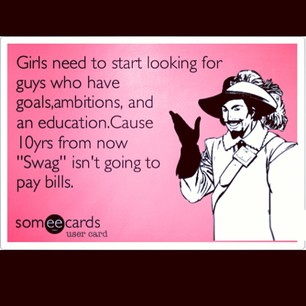 Girls need to start looking for
guys who have
goals,ambitions, and
an education.Cause
10yrs from now
"Swag" isn't going to
pay bills.
someecards
user card